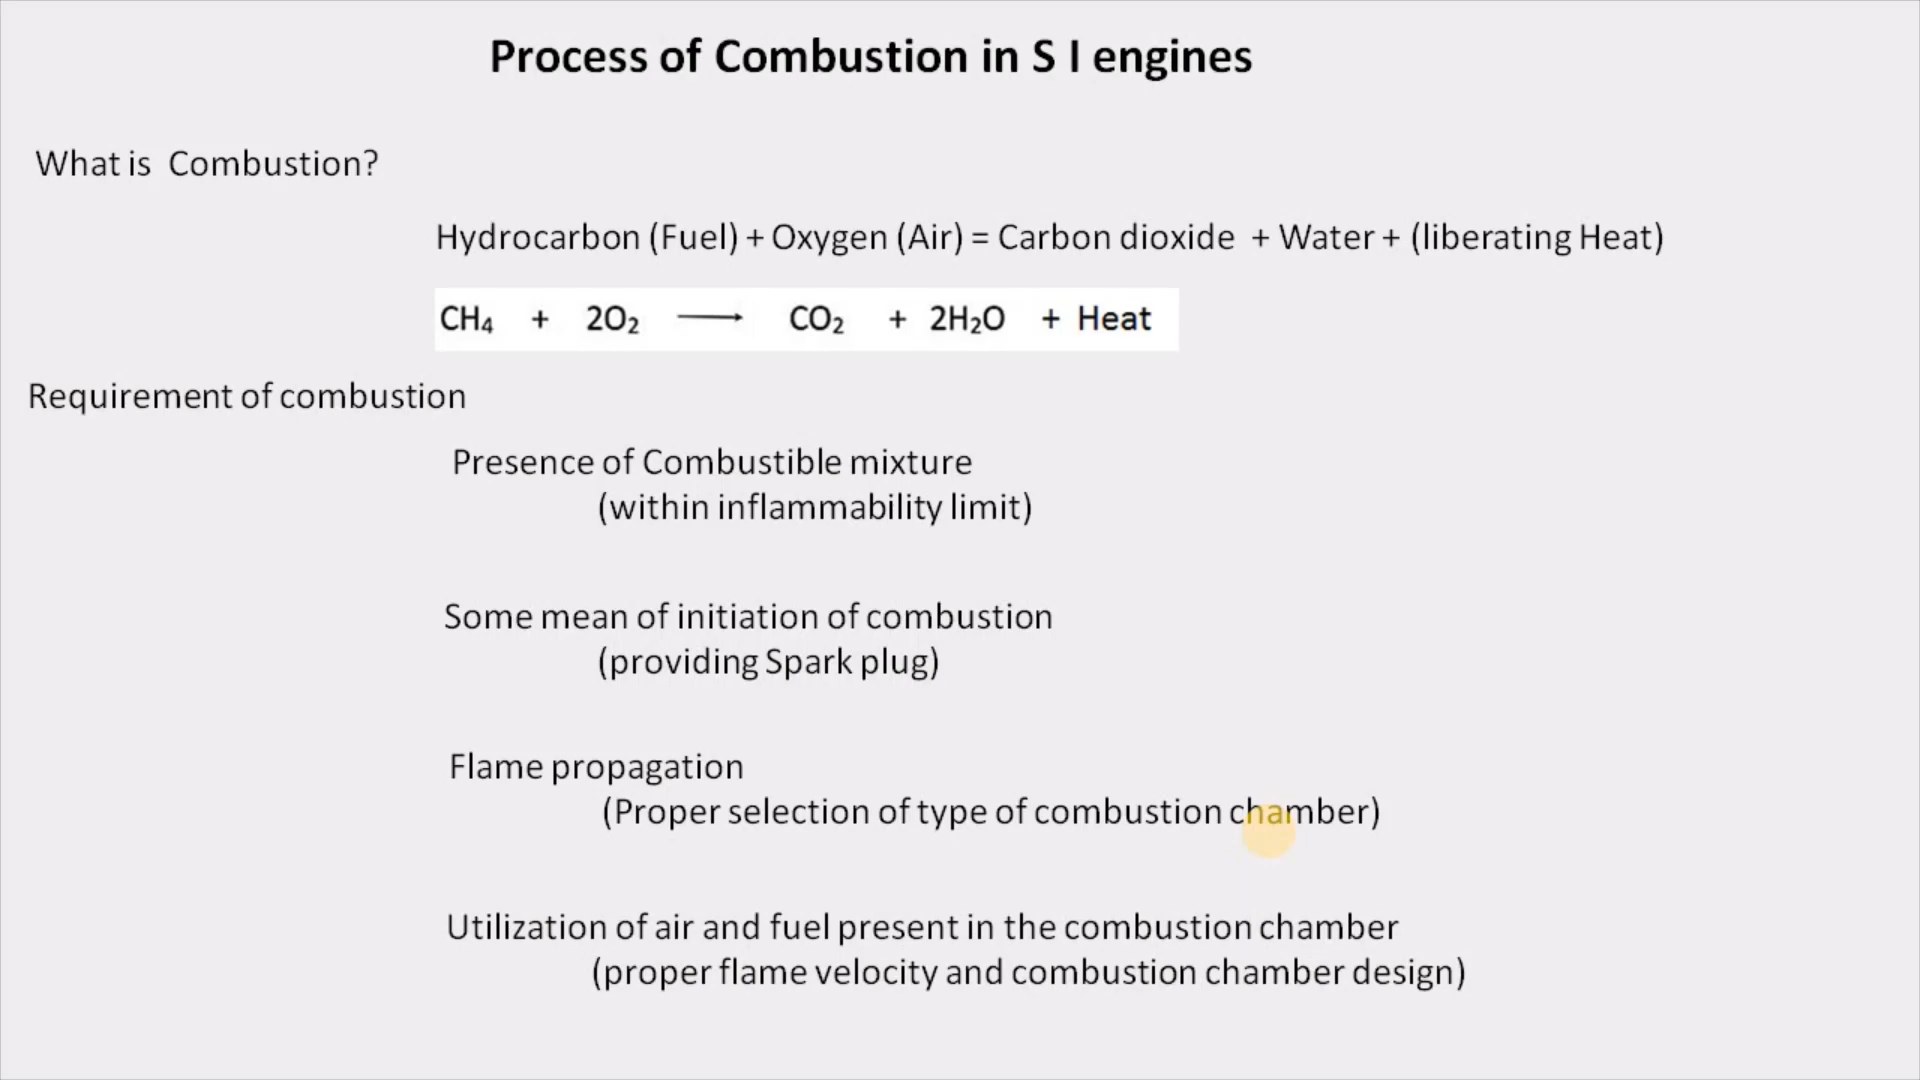 Process of Combustion in S I engines
What is Combustion?
Hydrocarbon (Fuel) + Oxygen (Air) = Carbon dioxide + Water + (liberating Heat)
CH₄ + 2O₂ ⟶ CO₂ + 2H₂O + Heat
Requirement of combustion
Presence of Combustible mixture
(within inflammability limit)
Some mean of initiation of combustion
(providing Spark plug)
Flame propagation
(Proper selection of type of combustion chamber)
Utilization of air and fuel present in the combustion chamber
(proper flame velocity and combustion chamber design)